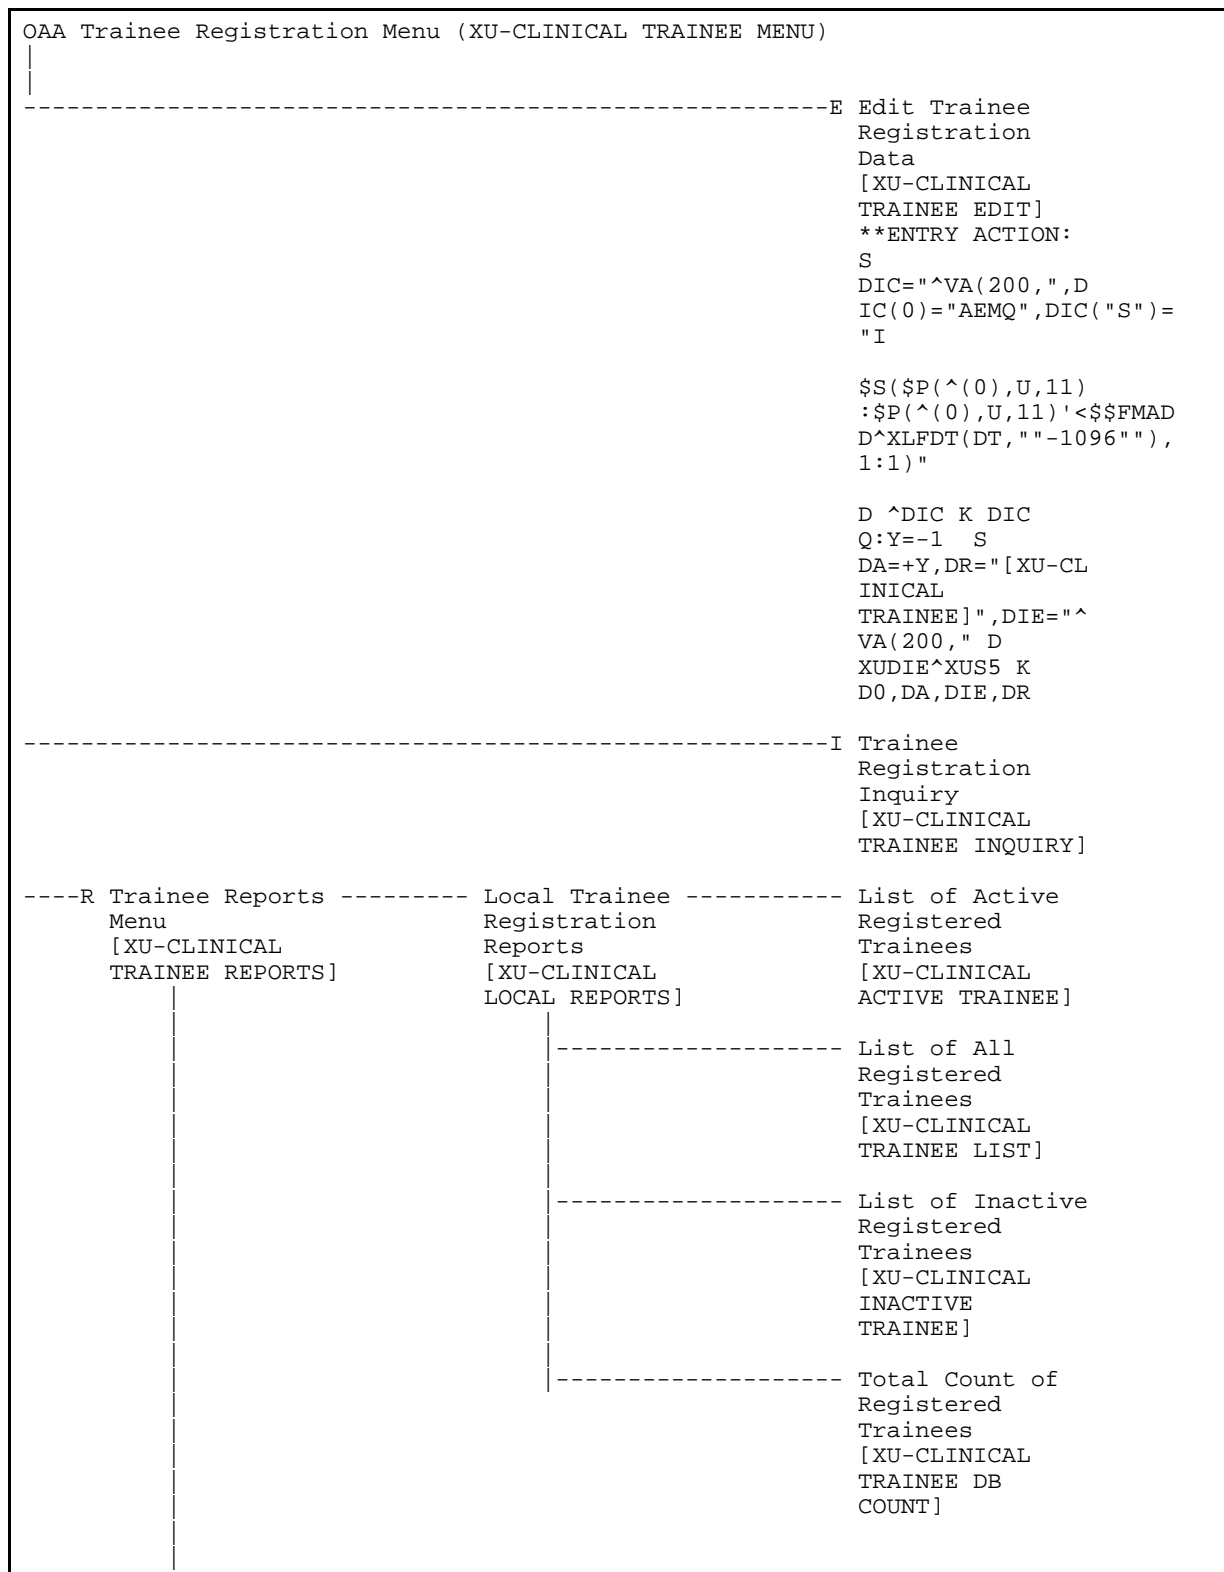 OAA Trainee Registration Menu (XU-CLINICAL TRAINEE MENU)
|
|
--------------------------------------------------------E Edit Trainee
Registration
Data
[XU-CLINICAL
TRAINEE EDIT]
**ENTRY ACTION:
S
DIC="^VA(200,",D
IC(0)="AEMQ",DIC("S")=
"I
$S($P(^(0),U,11)
:$P(^(0),U,11)'<$$FMAD
D^XLFDT(DT,""-1096""),
1:1)"
D ^DIC K DIC
Q:Y=-1  S
DA=+Y,DR="[XU-CL
INICAL
TRAINEE]",DIE="^
VA(200," D
XUDIE^XUS5 K
D0,DA,DIE,DR
--------------------------------------------------------I Trainee
Registration
Inquiry
[XU-CLINICAL
TRAINEE INQUIRY]
----R Trainee Reports --------- Local Trainee ----------- List of Active
Menu Registration Registered
[XU-CLINICAL Reports Trainees
TRAINEE REPORTS] [XU-CLINICAL [XU-CLINICAL
| LOCAL REPORTS] ACTIVE TRAINEE]
| |
| |-------------------- List of All
| | Registered
| | Trainees
| | [XU-CLINICAL
| | TRAINEE LIST]
| |
| |-------------------- List of Inactive
| | Registered
| | Trainees
| | [XU-CLINICAL
| | INACTIVE
| | TRAINEE]
| |
| |-------------------- Total Count of
| Registered
| Trainees
| [XU-CLINICAL
| TRAINEE DB
| COUNT]
|
|